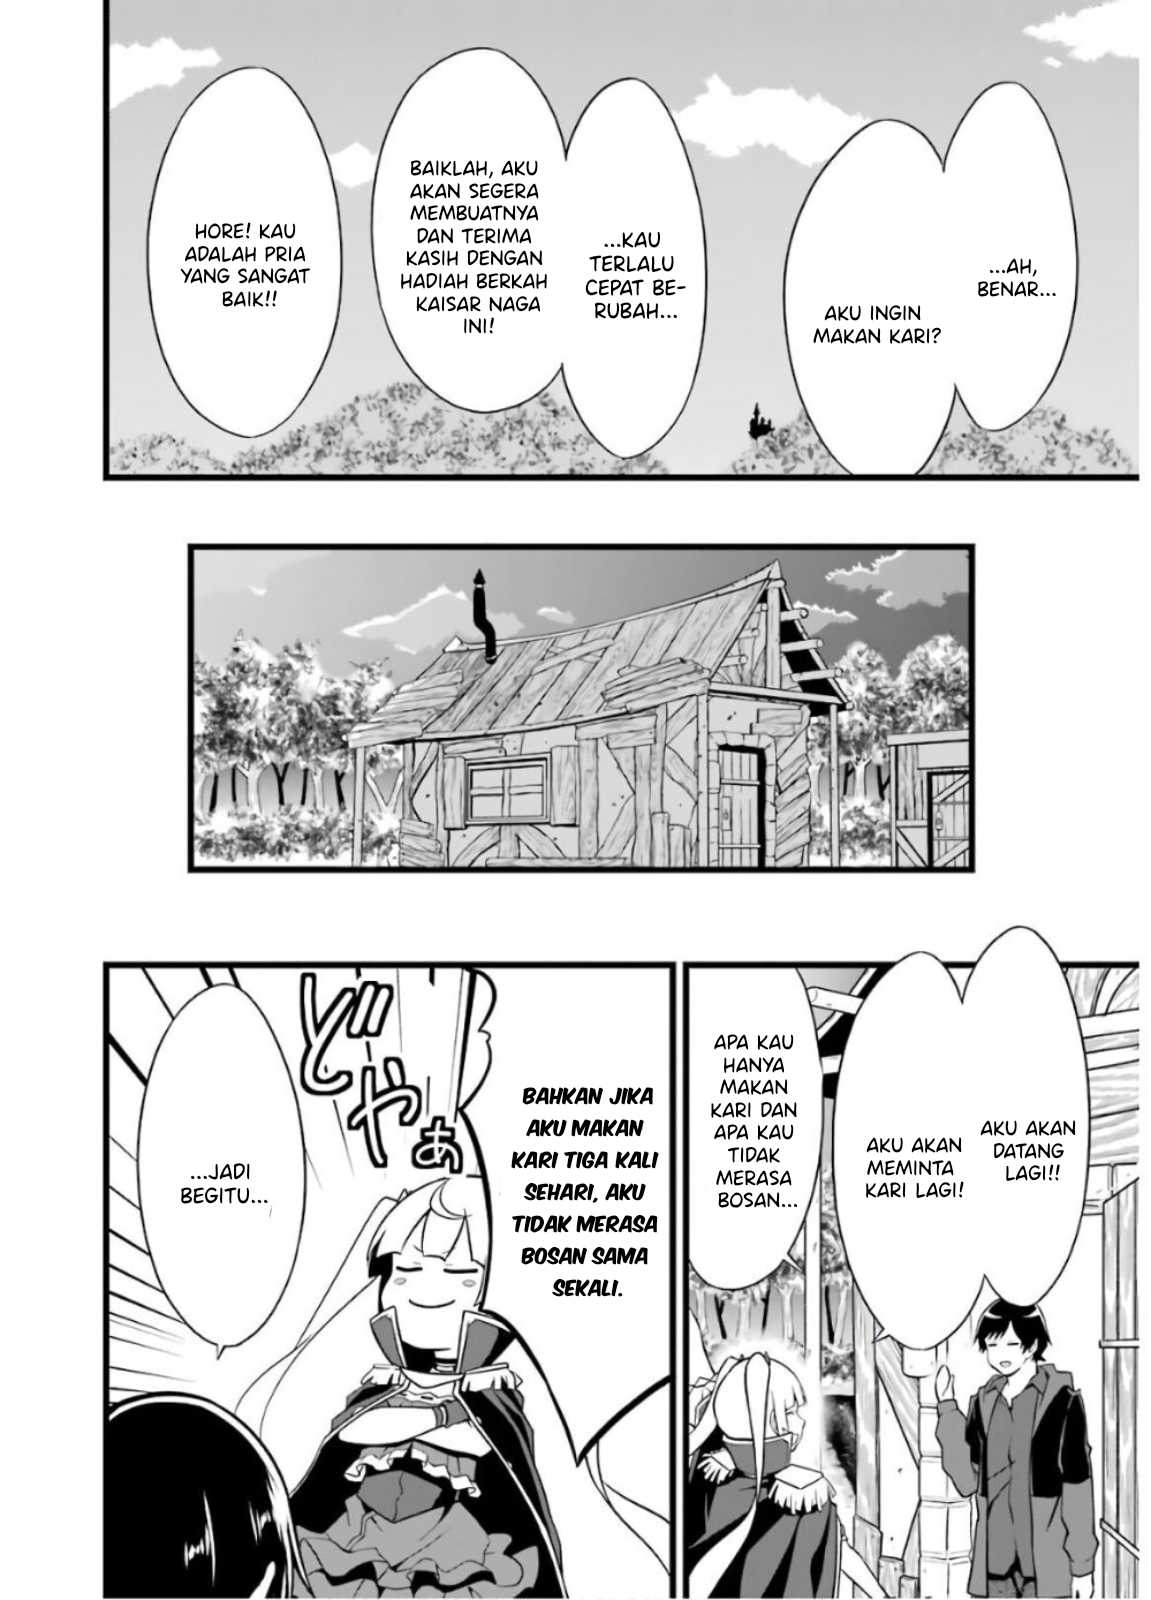 ...AH,
BENAR...
AKU INGIN
MAKAN KARI?
...KAU
TERLALU
CEPAT BE-
RUBAH...
BAIKLAH, AKU
AKAN SEGERA
MEMBUATNYA
DAN TERIMA
KASIH DENGAN
HADIAH BERKAH
KAISAR NAGA
INI!
HORE! KAU
ADALAH PRIA
YANG SANGAT
BAIK!!
AKU AKAN
DATANG
LAGI!!
AKU AKAN
MEMINTA
KARI LAGI!
APA KAU
HANYA
MAKAN
KARI DAN
APA KAU
TIDAK
MERASA
BOSAN...
BAHKAN JIKA
AKU MAKAN
KARI TIGA KALI
SEHARI, AKU
TIDAK MERASA
BOSAN SAMA
SEKALI.
どやぁ
...JADI
BEGITU...